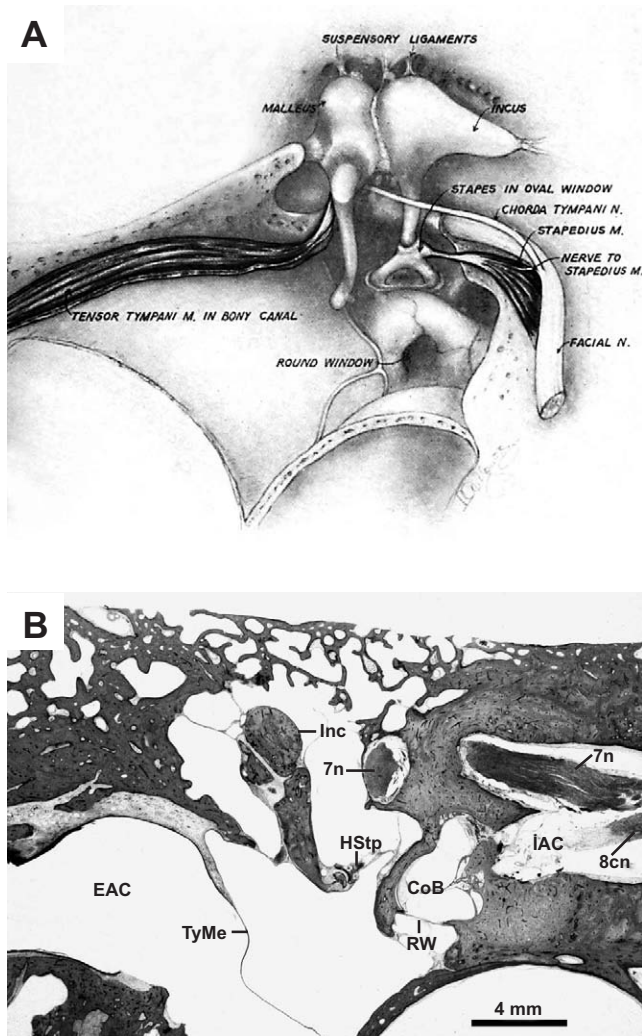 A
SUSPENSORY LIGAMENTS
MALLEUS
INCUS
STAPES IN OVAL WINDOW
CHORDA TYMPANI N.
STAPEDIUS M.
NERVE TO
STAPEDIUS M.
TENSOR TYMPANI M. IN BONY CANAL
ROUND WINDOW
FACIAL N.
B
Inc
7n
7n
HStp
IAC
8cn
EAC
CoB
TyMe
RW
4 mm